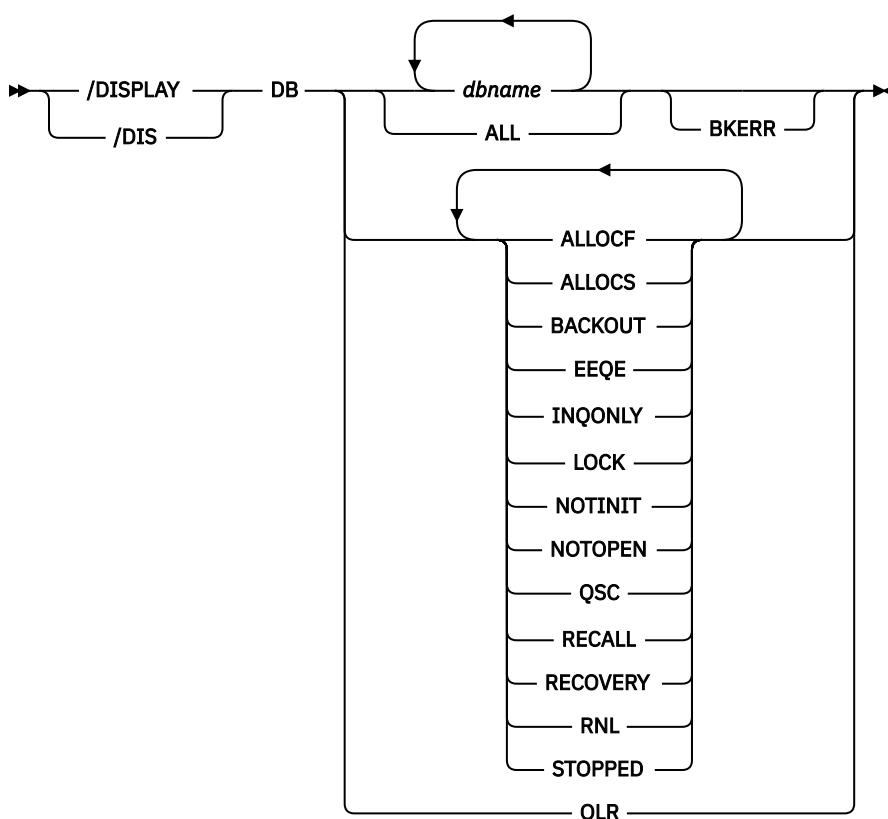 /DISPLAY DB dbname
/DIS ALL BKERR
ALLOCF
ALLOCS
BACKOUT
EEQE
INQONLY
LOCK
NOTINIT
NOTOPEN
QSC
RECALL
RECOVERY
RNL
STOPPED
OLR